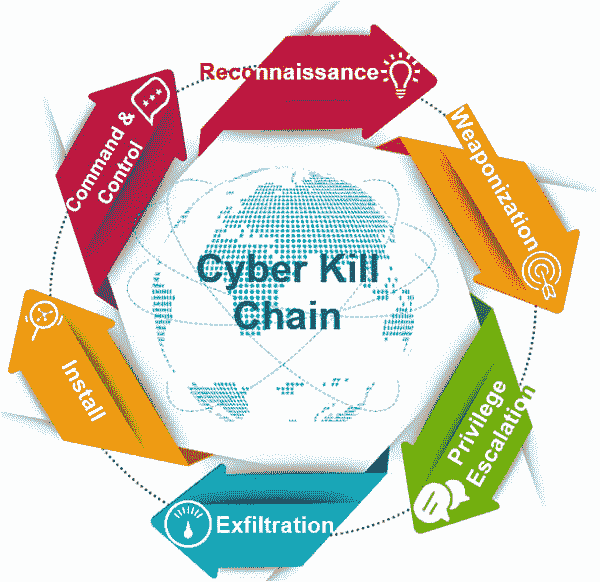 Reconnaissance
Weaponization
Privilege
Escalation
Exfiltration
Install
Command &
Control
Cyber Kill
Chain